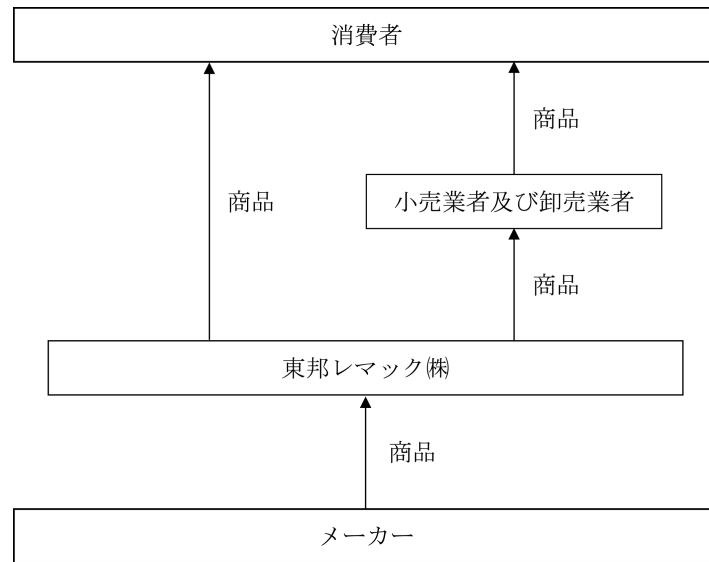 消費者
商品
商品
小売業者及び卸売業者
商品
東邦レマック㈱
商品
メーカー